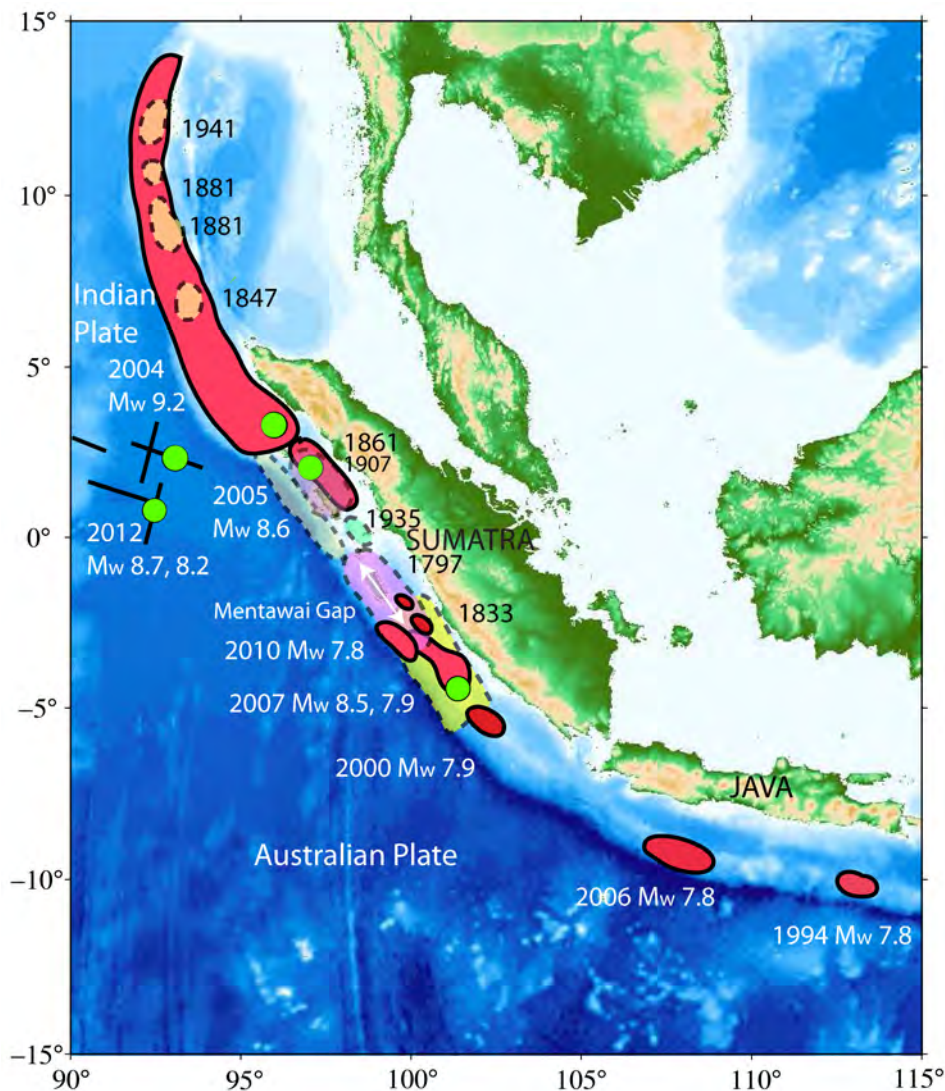 15°
1941
1881
10°
1881
Indian
Plate
1847
2004
5°
Mw 9.2
1861
1907
2005
Mw 8.6
1935
2012
0°
SUMATRA
Mw 8.7, 8.2
1797
Mentawai Gap
1833
2010 Mw 7.8
2007 Mw 8.5, 7.9
−5°
2000 Mw 7.9
JAVA
Australian Plate
−10°
2006 Mw 7.8
1994 Mw 7.8
−15°
90°
95°
100°
105°
110°
115°